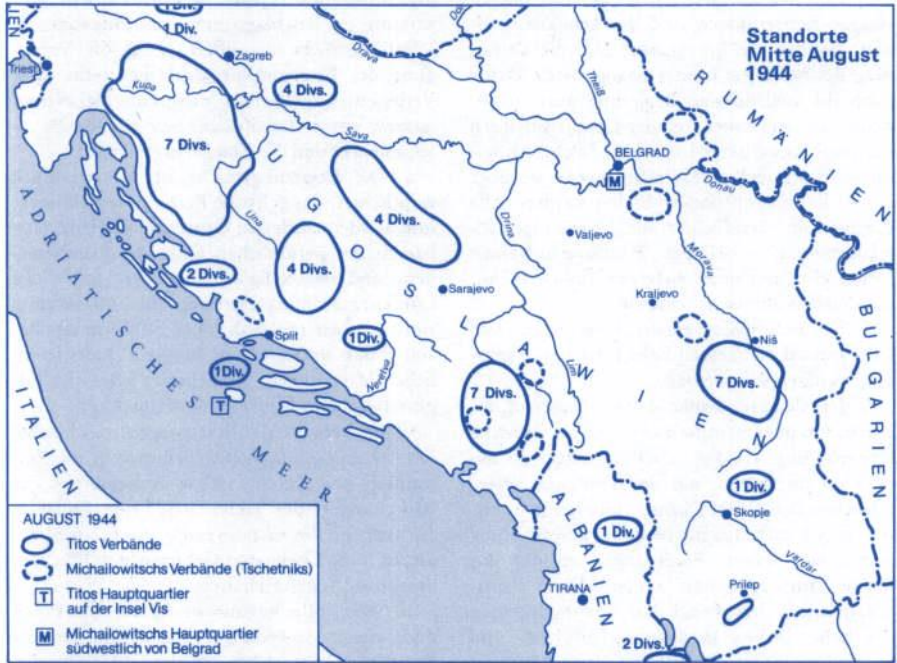 Standorte
Mitte August
1944
LIEN
1 Div.
1 Div.
Triest
Zagreb
Kupa
Drava
4 Divs.
7 Divs.
Sava
Theiß
RUMÄNIEN
BELGRAD
M
Donau
JUGOSLAWIEN
Una
4 Divs.
4 Divs.
Drina
Valjevo
Morava
2 Divs.
Sarajevo
Kraljevo
Split
1 Div.
Neretva
Lim
Niš
7 Divs.
7 Divs.
1 Div.
T
ADRIATISCHES MEER
ITALIEN
BULGARIEN
ALBANIEN
1 Div.
1 Div.
Skopje
Vardar
TIRANA
Prilep
2 Divs.
AUGUST 1944
Titos Verbände
Michailowitschs Verbände (Tschetniks)
T Titos Hauptquartier
auf der Insel Vis
M Michailowitschs Hauptquartier
südwestlich von Belgrad